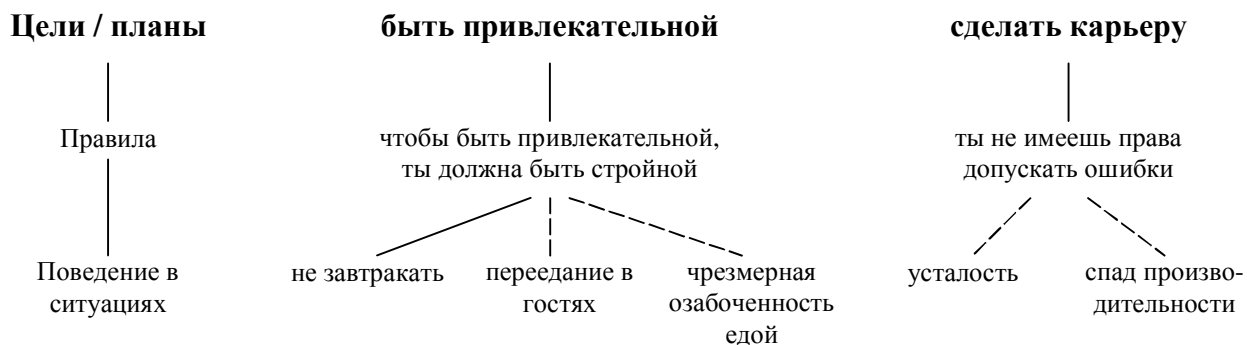 Цели / планы
быть привлекательной
сделать карьеру
Правила
чтобы быть привлекательной,
ты должна быть стройной
ты не имеешь права
допускать ошибки
Поведение в
ситуациях
не завтракать
переедание в
гостях
чрезмерная
озабоченность
едой
усталость
спад произво-
дительности